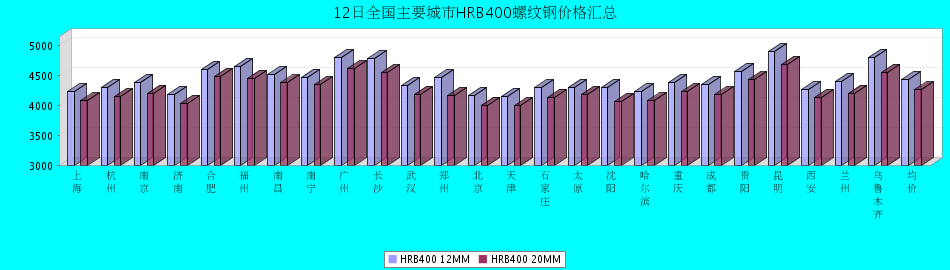 12日全国主要城市HRB400螺纹钢价格汇总
5000
4500
4000
3500
3000
上海 杭州 南京 济南 合肥 福州 南昌 南宁 广州 长沙 武汉 郑州 北京 天津 石家庄 太原 沈阳 哈尔滨 重庆 成都 贵阳 昆明 西安 兰州 乌鲁木齐 均价
HRB400 12MM HRB400 20MM